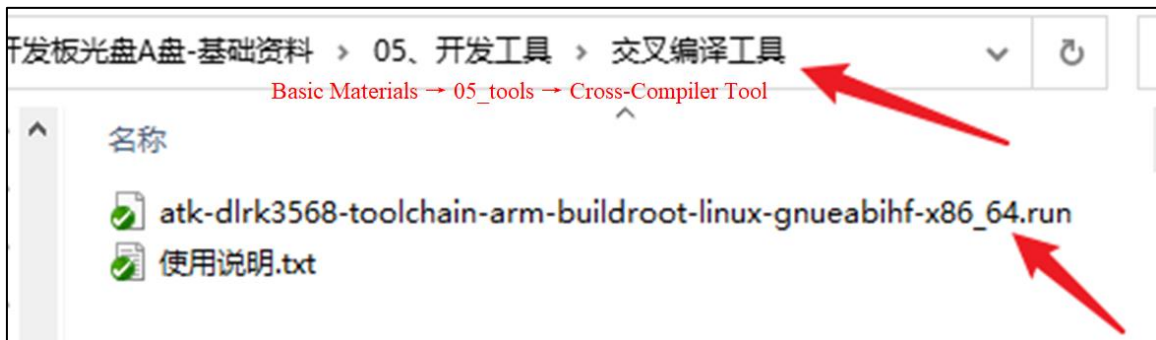 开发板光盘A盘-基础资料 › 05、开发工具 › 交叉编译工具
Basic Materials → 05_tools → Cross-Compiler Tool
名称
atk-dlrk3568-toolchain-arm-buildroot-linux-gnueabihf-x86_64.run
使用说明.txt